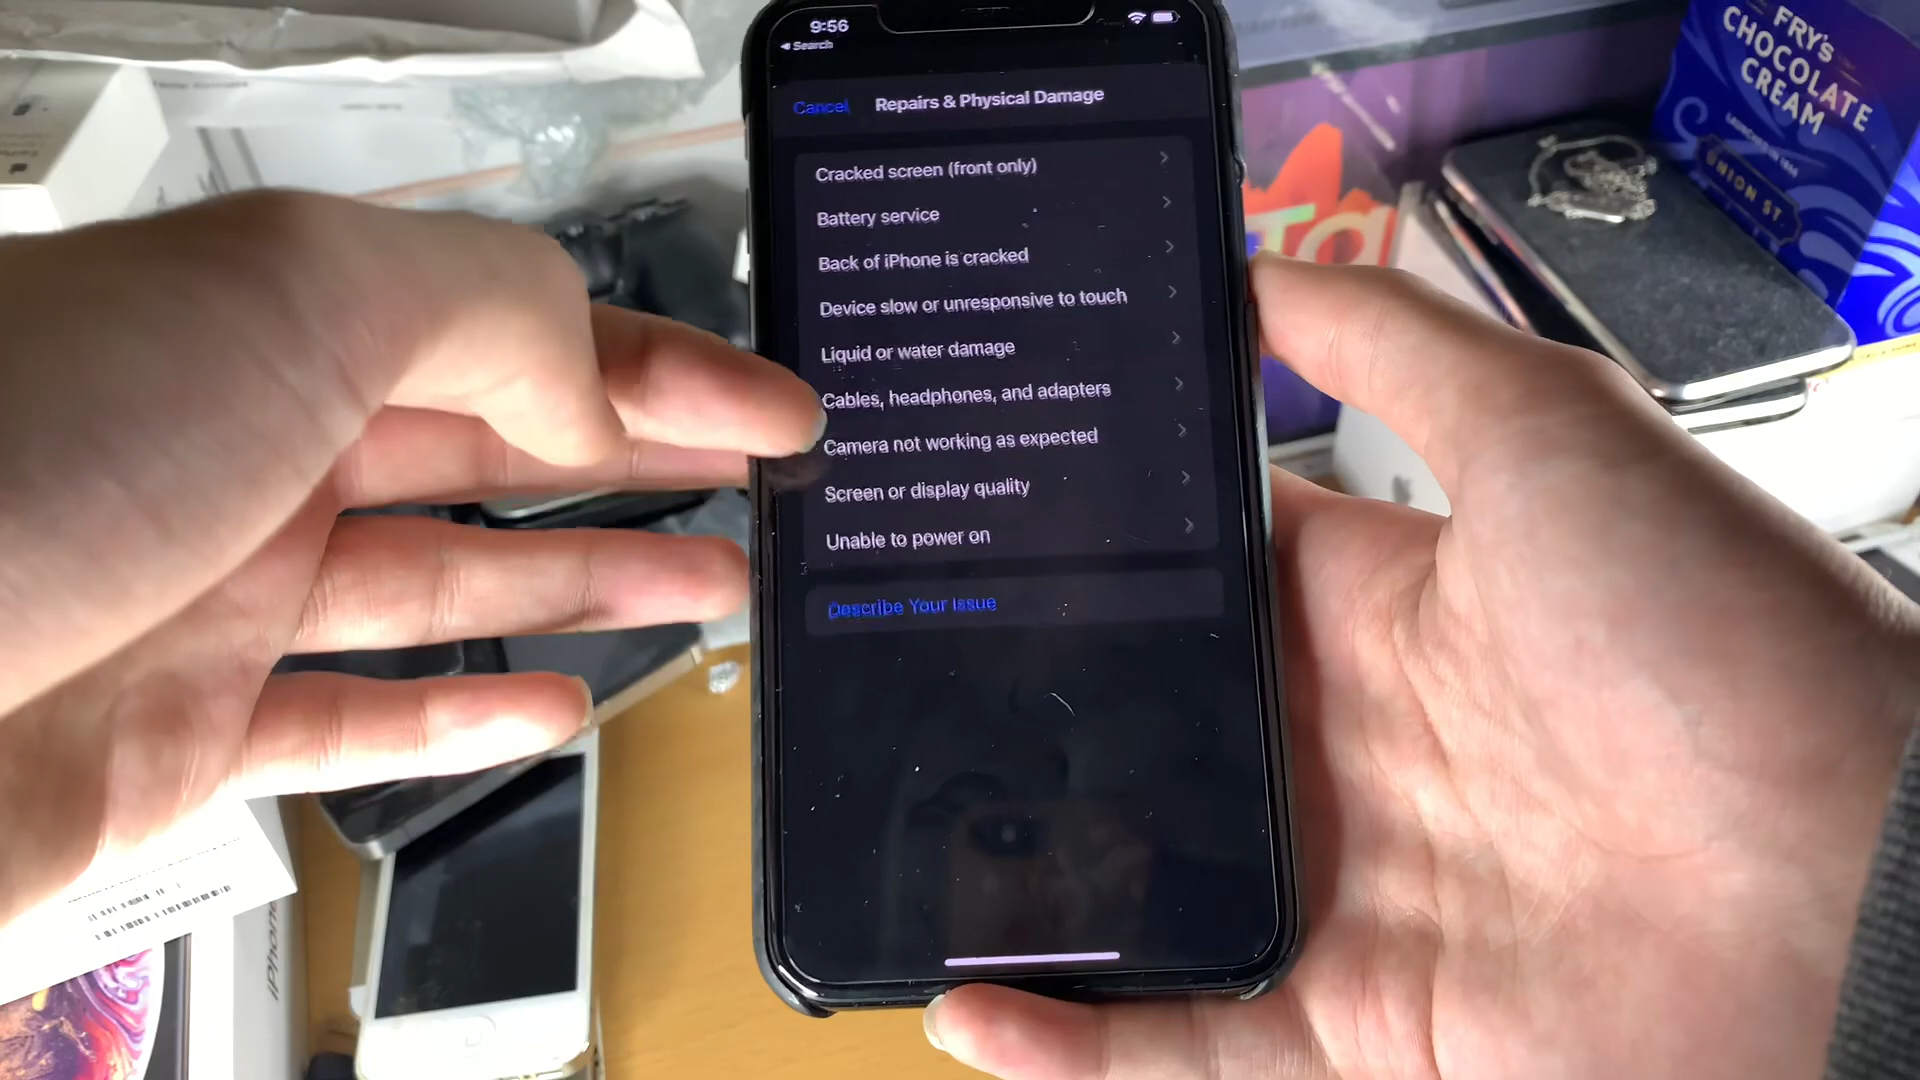 9:56
Search
Cancel
Repairs & Physical Damage
Cracked screen (front only)
Battery service
Back of iPhone is cracked
Device slow or unresponsive to touch
Liquid or water damage
Cables, headphones, and adapters
Camera not working as expected
Screen or display quality
Unable to power on
Describe Your Issue
FRY's
CHOCOLATE
CREAM
UNION ST.
Ta
iPhone